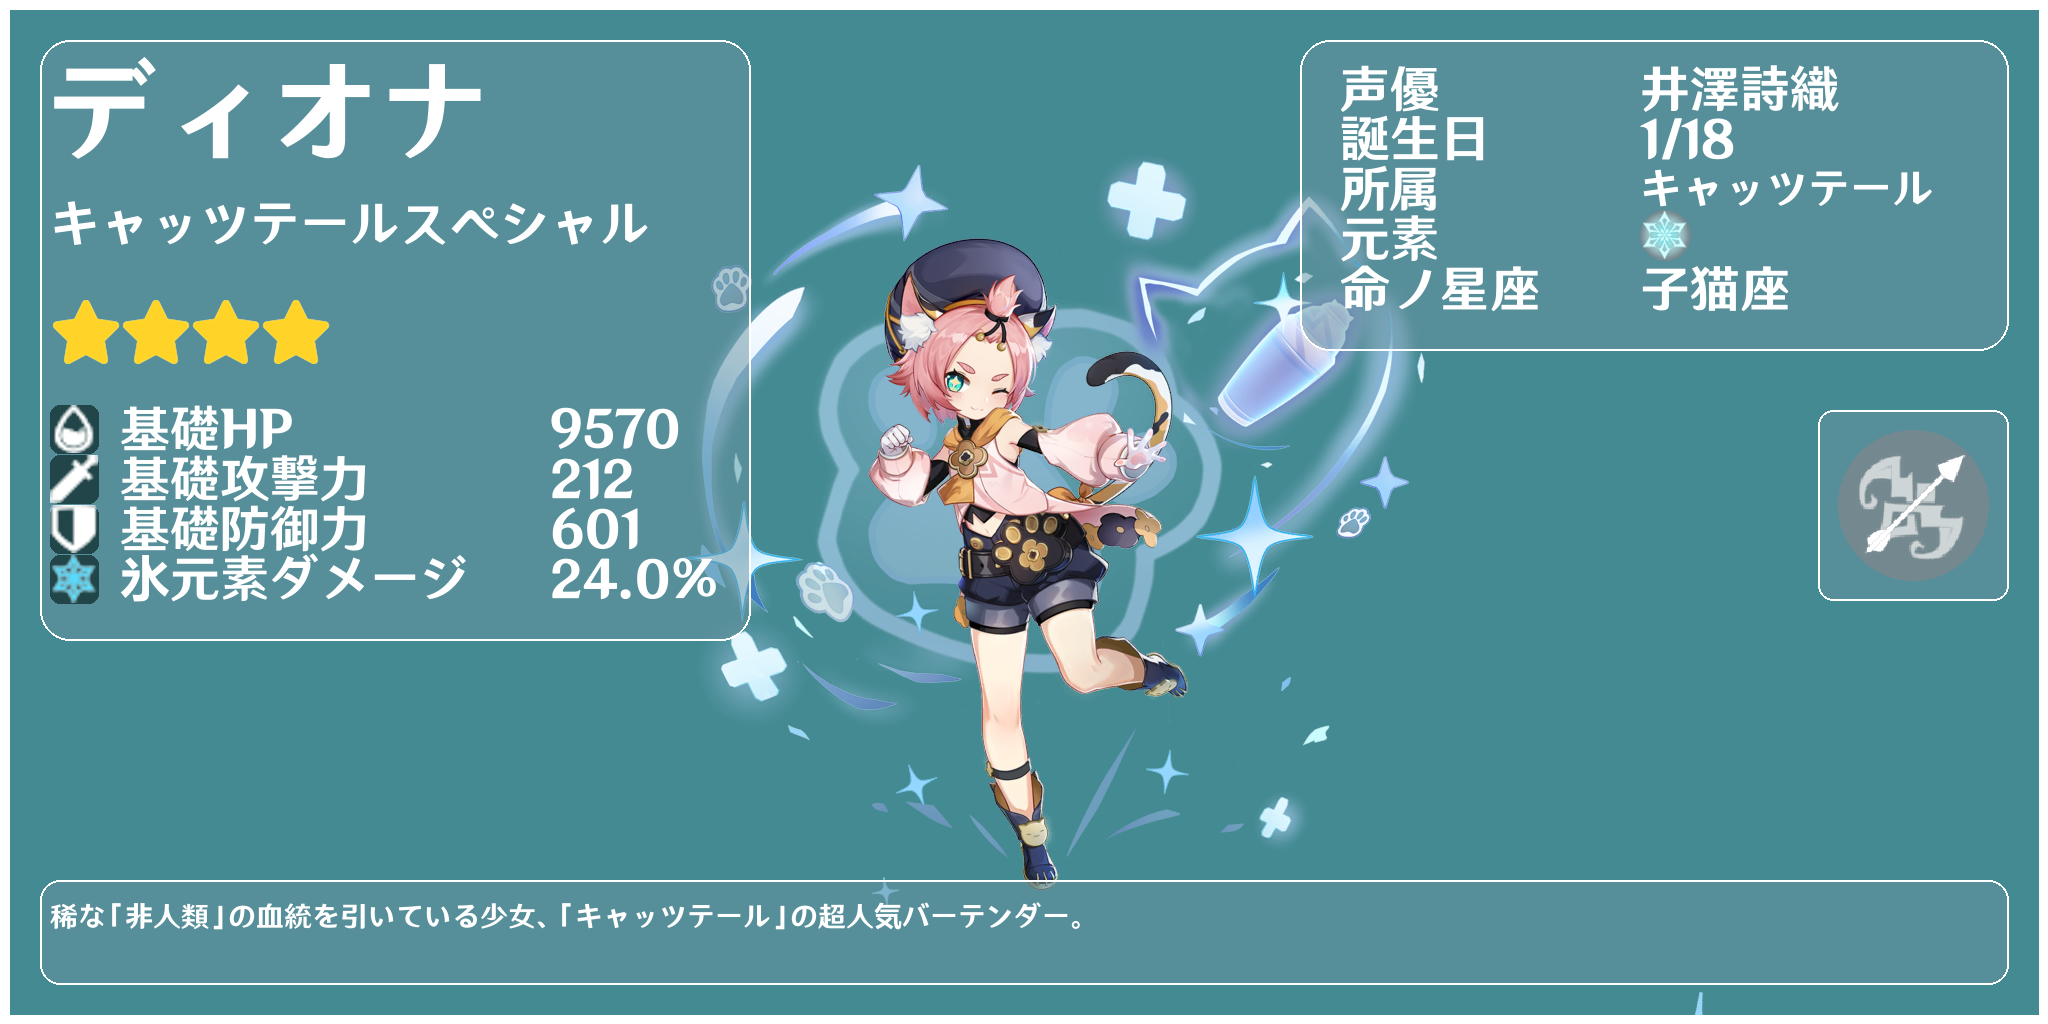 ディオナ
キャッツテールスペシャル
基礎HP 9570
基礎攻撃力 212
基礎防御力 601
氷元素ダメージ 24.0%
声優 井澤詩織
誕生日 1/18
所属 キャッツテール
元素
命ノ星座 子猫座
稀な「非人類」の血統を引いている少女、「キャッツテール」の超人気バーテンダー。